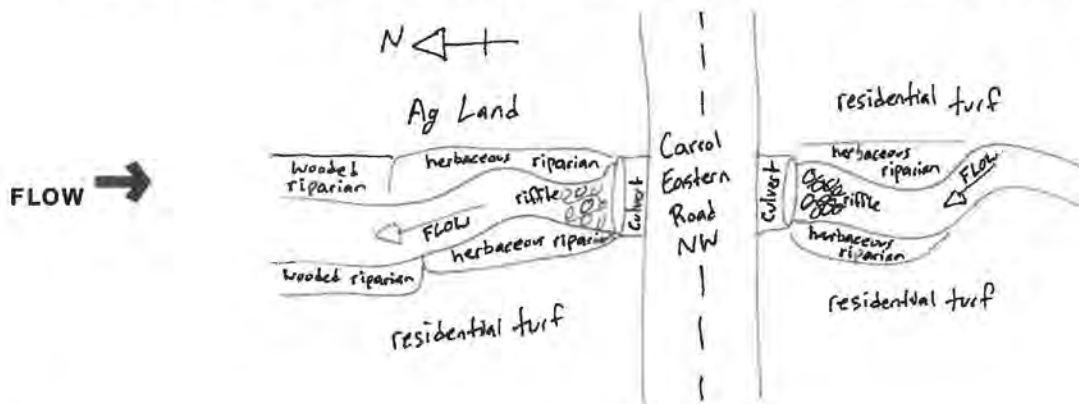 N
Ag Land
residential turf
FLOW
wooded
riparian
herbaceous riparian
riffle
culvert
FLOW
herbaceous riparian
wooded riparian
residential turf
Carrol
Eastern
Road
NW
culvert
herbaceous
riparian
riffle
FLOW
herbaceous
riparian
residential turf